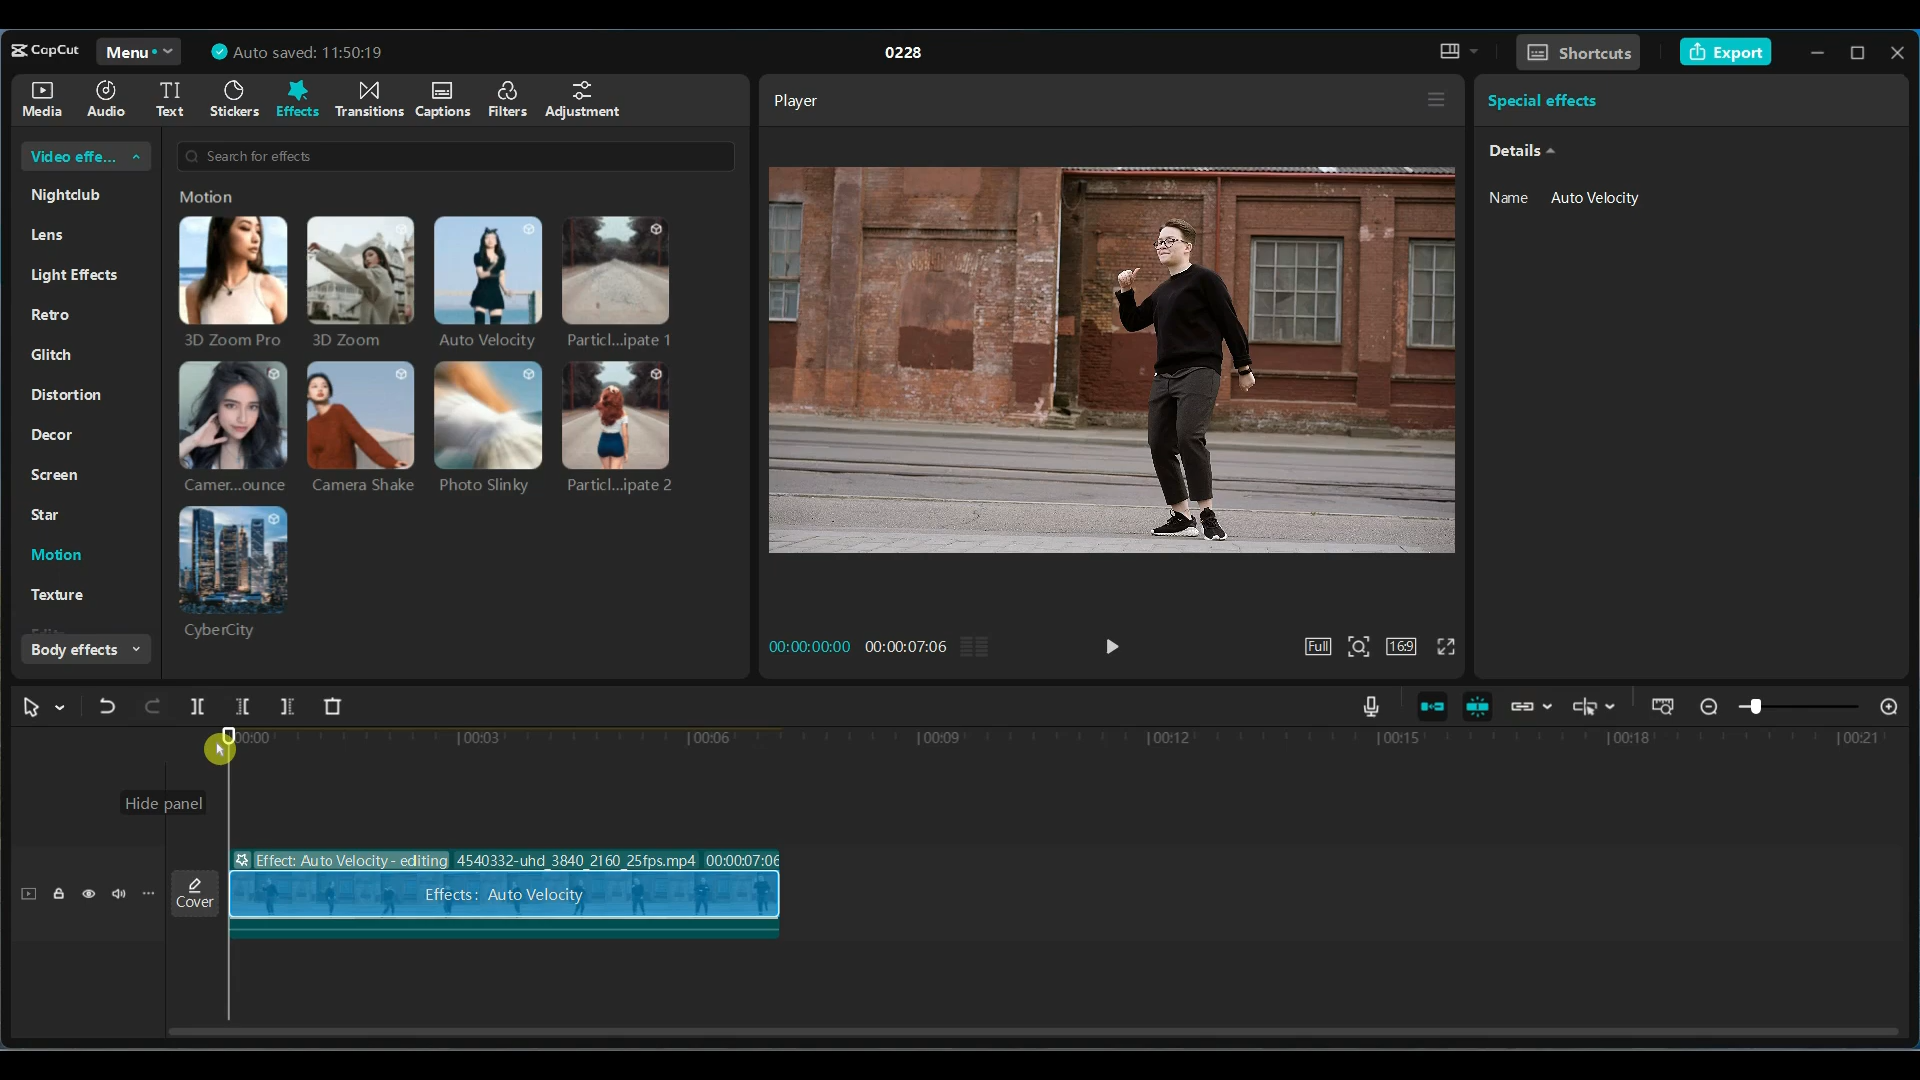 CapCut
Menu
Auto saved: 11:50:19
0228
Shortcuts
Export
Media
Audio
TI
Text
Stickers
Effects
Transitions
Captions
Filters
Adjustment
Player
Special effects
Video effe...
Search for effects
Details
Nightclub
Motion
Name Auto Velocity
Lens
Light Effects
Retro
3D Zoom Pro
3D Zoom
Auto Velocity
Particl...ipate 1
Glitch
Distortion
Decor
Screen
Camer...ounce
Camera Shake
Photo Slinky
Particl...ipate 2
Star
Motion
Texture
CyberCity
Body effects
00:00:00:00 00:00:07:06
Full
16:9
00:00
00:03
00:06
00:09
00:12
00:15
00:18
00:21
Hide panel
Effect: Auto Velocity - editing 4540332-uhd_3840_2160_25fps.mp4 00:00:07:06
Cover
Effects: Auto Velocity